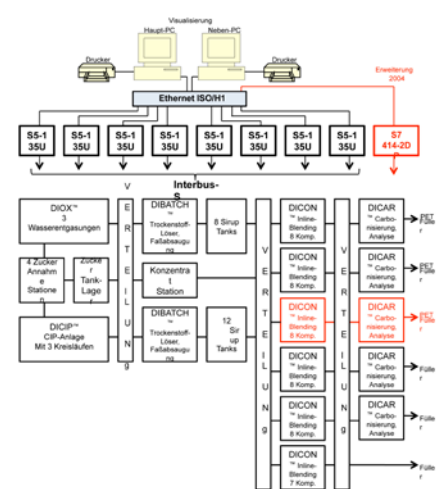 Visualisierung
Haupt-PC
Neben-PC
Drucker
Drucker
Erweiterung
2004
Ethernet ISO/H1
S5-1
35U
S5-1
35U
S5-1
35U
S5-1
35U
S5-1
35U
S5-1
35U
S5-1
35U
S5-1
35U
S7
414-2D
P
Interbus-
S
DIOX™
3
Wasserentgasungen
4 Zucker
Annahm
e
Statione
n
Zucke
r
Tank-
Lager
DICIP™
CIP-Anlage
Mit 3 Kreisläufen
V
E
R
T
E
I
L
U
N
g
DIBATCH
™
Trockenstoff-
Löser,
Faßabsaugu
ng
8 Sirup
Tanks
Konzentra
t
Station
DIBATCH
™
Trockenstoff-
Löser,
Faßabsaugu
ng
12
Sir
up
Tanks
V
E
R
T
E
I
L
U
N
g
DICON
™ Inline-
Blending
8 Komp.
DICON
™ Inline-
Blending
8 Komp.
DICON
™ Inline-
Blending
8 Komp.
DICON
™ Inline-
Blending
8 Komp.
DICON
™ Inline-
Blending
8 Komp.
DICON
™ Inline-
Blending
7 Komp.
V
E
R
T
E
I
L
U
N
g
DICAR
™ Carbo-
nisierung,
Analyse
DICAR
™ Carbo-
nisierung,
Analyse
DICAR
™ Carbo-
nisierung,
Analyse
DICAR
™ Carbo-
nisierung,
Analyse
DICAR
™ Carbo-
nisierung,
Analyse
PET
Fülle
r
PET
Fülle
r
PET
Fülle
r
Fülle
r
Fülle
r
Fülle
r